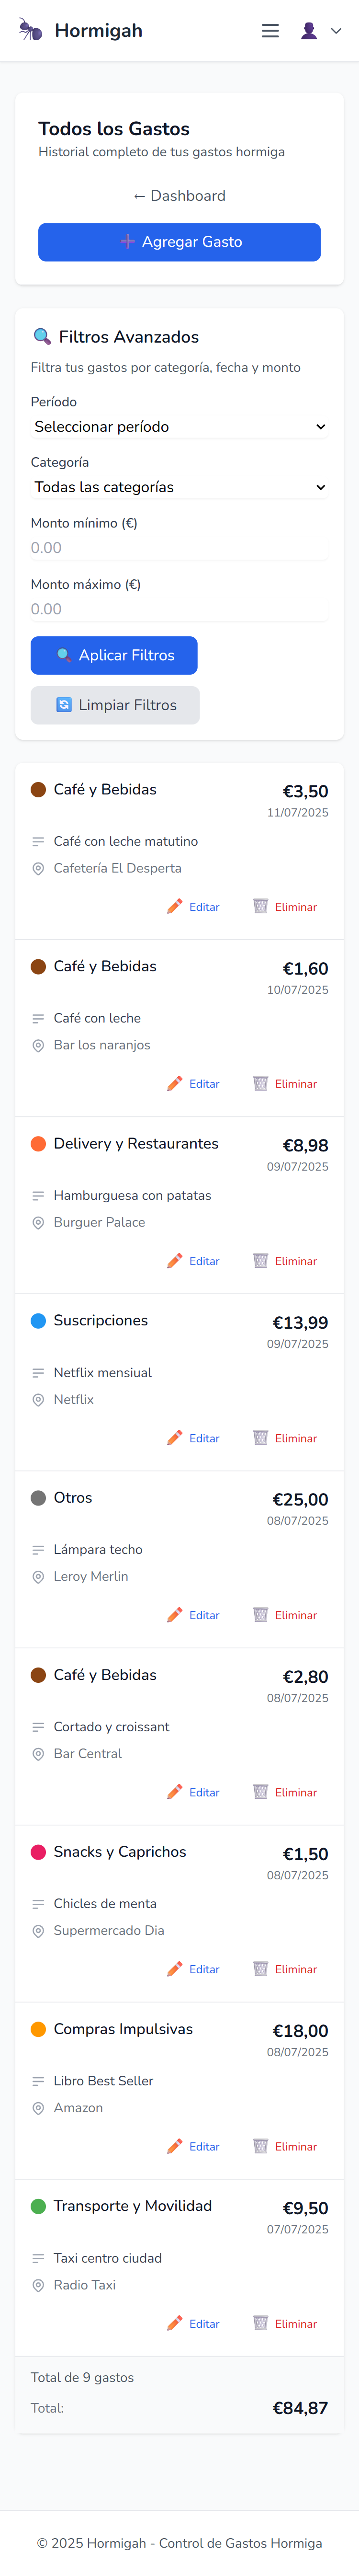 Hormigah
Todos los Gastos
Historial completo de tus gastos hormiga
← Dashboard
Agregar Gasto
Filtros Avanzados
Filtra tus gastos por categoría, fecha y monto
Período
Seleccionar período
Categoría
Todas las categorías
Monto mínimo (€)
0.00
Monto máximo (€)
0.00
Aplicar Filtros
Limpiar Filtros
Café y Bebidas €3,50
11/07/2025
Café con leche matutino
Cafetería El Desperta
Editar Eliminar
Café y Bebidas €1,60
10/07/2025
Café con leche
Bar los naranjos
Editar Eliminar
Delivery y Restaurantes €8,98
09/07/2025
Hamburguesa con patatas
Burguer Palace
Editar Eliminar
Suscripciones €13,99
09/07/2025
Netflix mensiual
Netflix
Editar Eliminar
Otros €25,00
08/07/2025
Lámpara techo
Leroy Merlin
Editar Eliminar
Café y Bebidas €2,80
08/07/2025
Cortado y croissant
Bar Central
Editar Eliminar
Snacks y Caprichos €1,50
08/07/2025
Chicles de menta
Supermercado Dia
Editar Eliminar
Compras Impulsivas €18,00
08/07/2025
Libro Best Seller
Amazon
Editar Eliminar
Transporte y Movilidad €9,50
07/07/2025
Taxi centro ciudad
Radio Taxi
Editar Eliminar
Total de 9 gastos
Total: €84,87
© 2025 Hormigah - Control de Gastos Hormiga